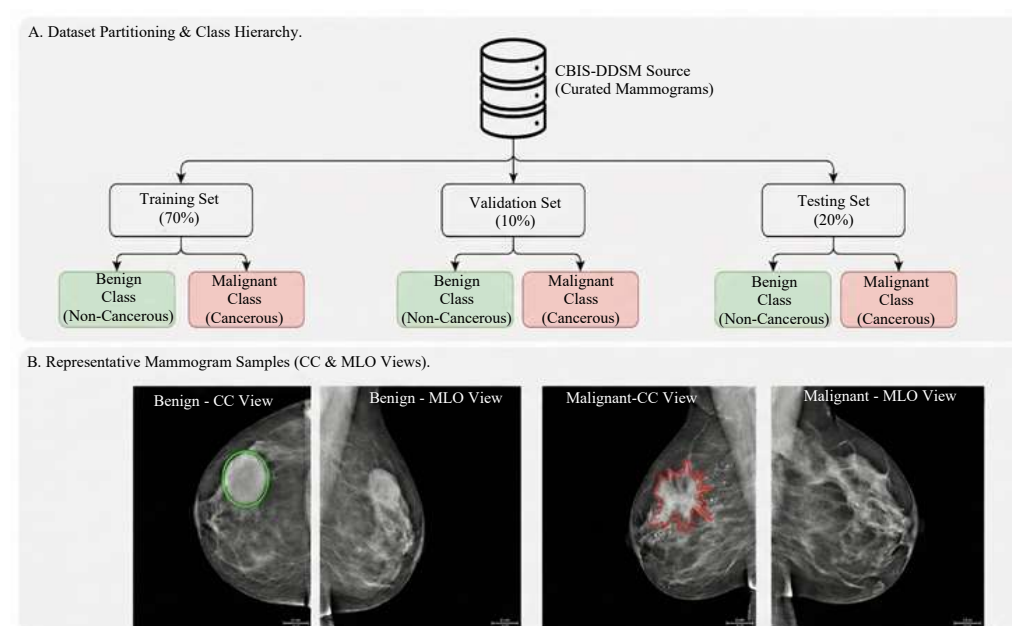 A. Dataset Partitioning & Class Hierarchy.
CBIS-DDSM Source
(Curated Mammograms)
Training Set
(70%)
Validation Set
(10%)
Testing Set
(20%)
Benign
Class
(Non-Cancerous)
Malignant
Class
(Cancerous)
Benign
Class
(Non-Cancerous)
Malignant
Class
(Cancerous)
Benign
Class
(Non-Cancerous)
Malignant
Class
(Cancerous)
B. Representative Mammogram Samples (CC & MLO Views).
Benign - CC View
Benign - MLO View
Malignant-CC View
Malignant - MLO View